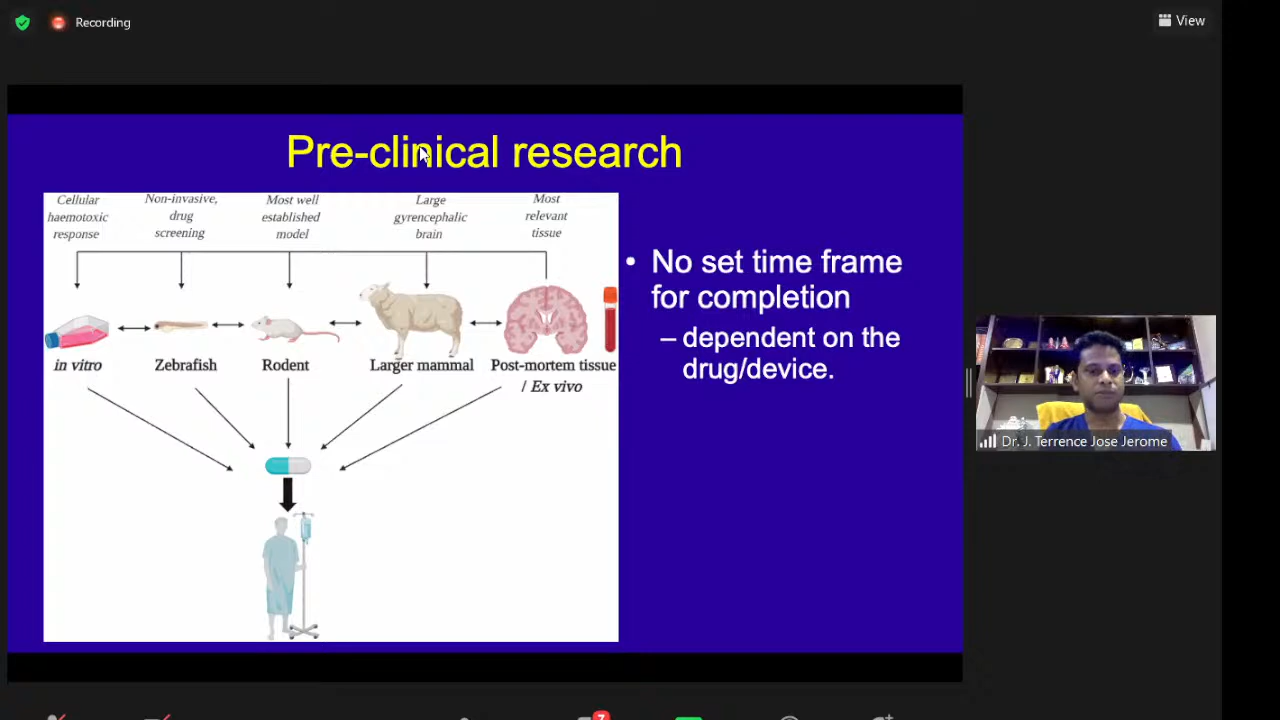 Recording
View
Pre-clinical research
Cellular
haemotoxic
response
Non-invasive,
drug
screening
Most well
established
model
Large
gyrencephalic
brain
Most
relevant
tissue
in vitro
Zebrafish
Rodent
Larger mammal
Post-mortem tissue
/ Ex vivo
• No set time frame
for completion
– dependent on the
drug/device.
Dr. J. Terrence Jose Jerome
7